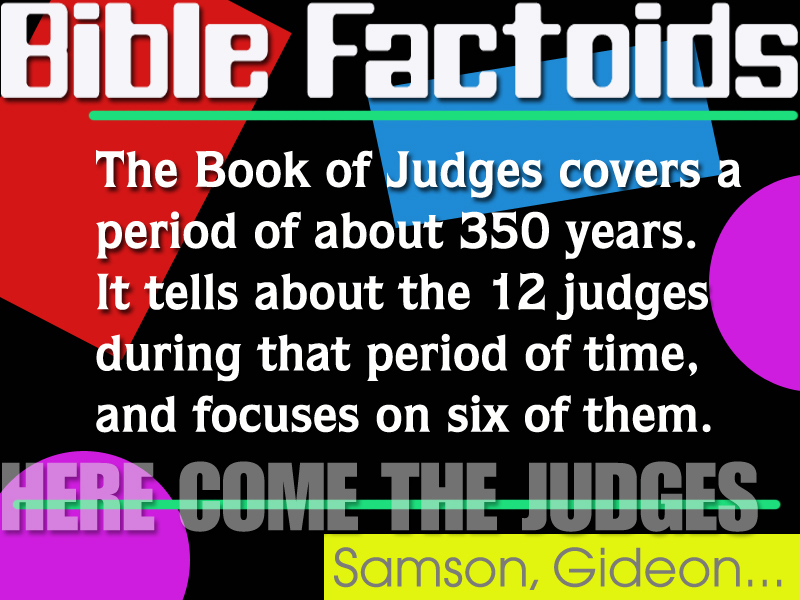 Bible Factoids
The Book of Judges covers a
period of about 350 years.
It tells about the 12 judges
during that period of time,
and focuses on six of them.
HERE COME THE JUDGES
Samson, Gideon...